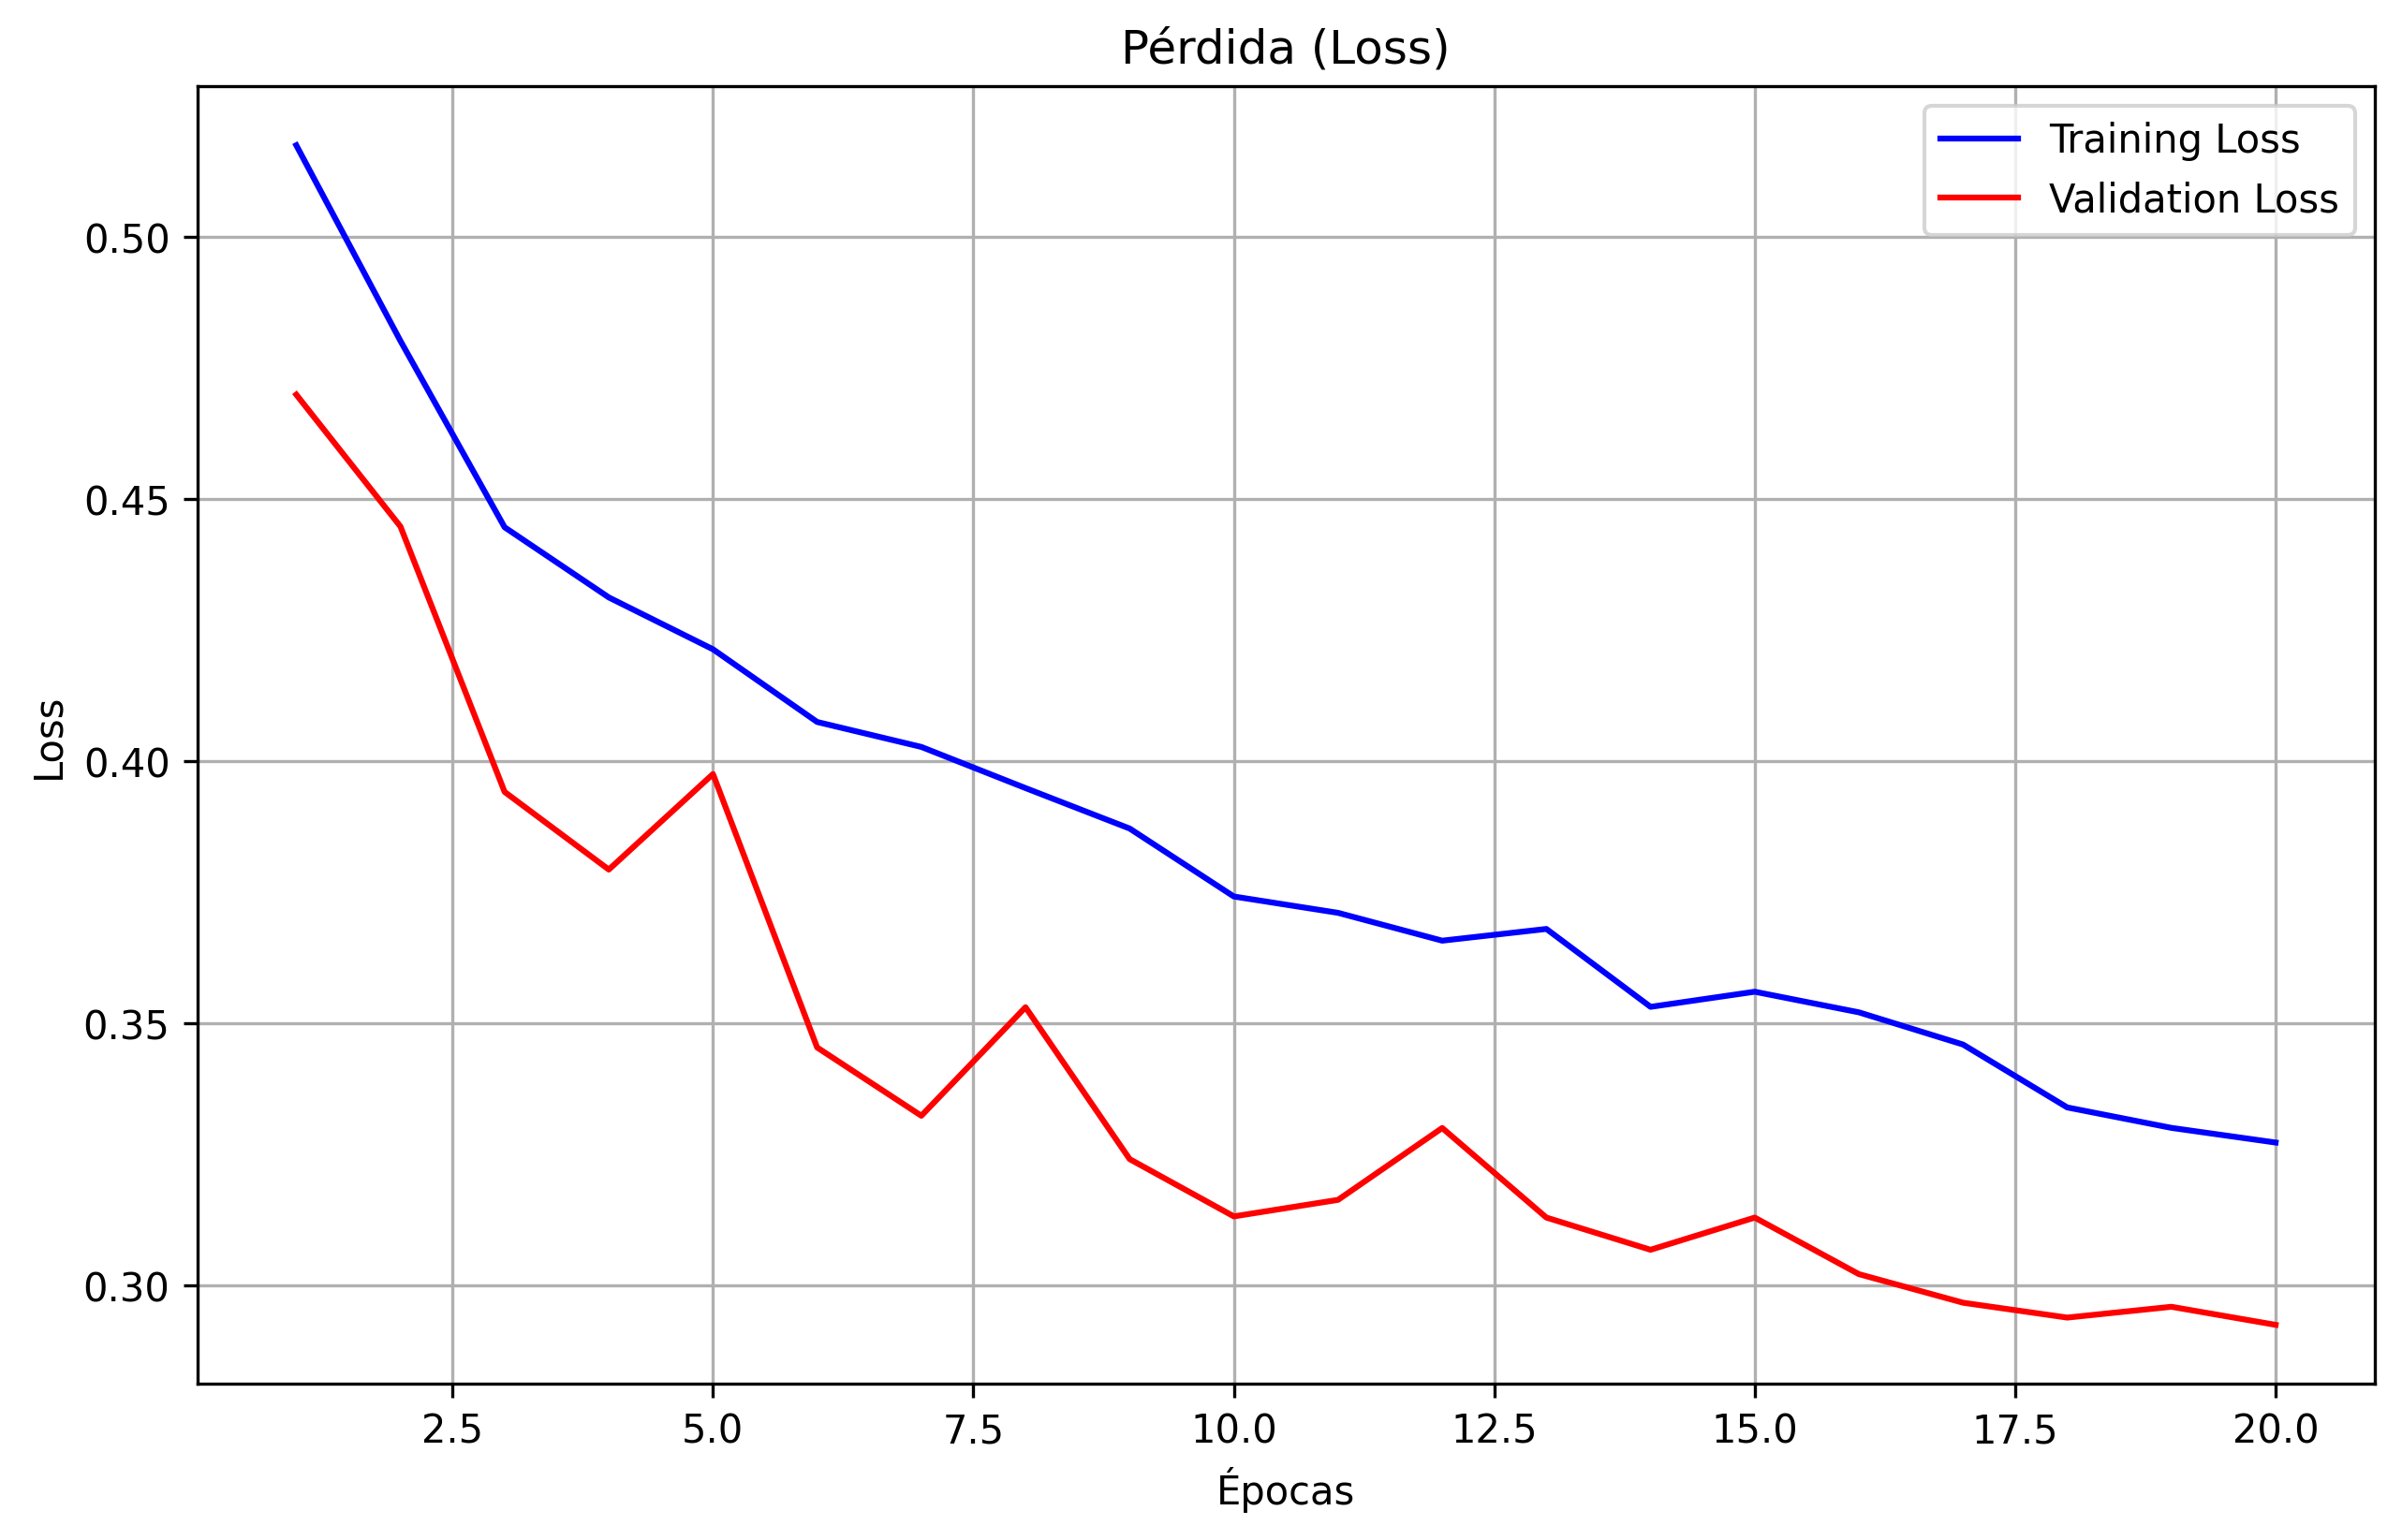 Pérdida (Loss)
Training Loss
Validation Loss
0.50
0.45
0.40
0.35
0.30
Loss
2.5 5.0 7.5 10.0 12.5 15.0 17.5 20.0
Épocas